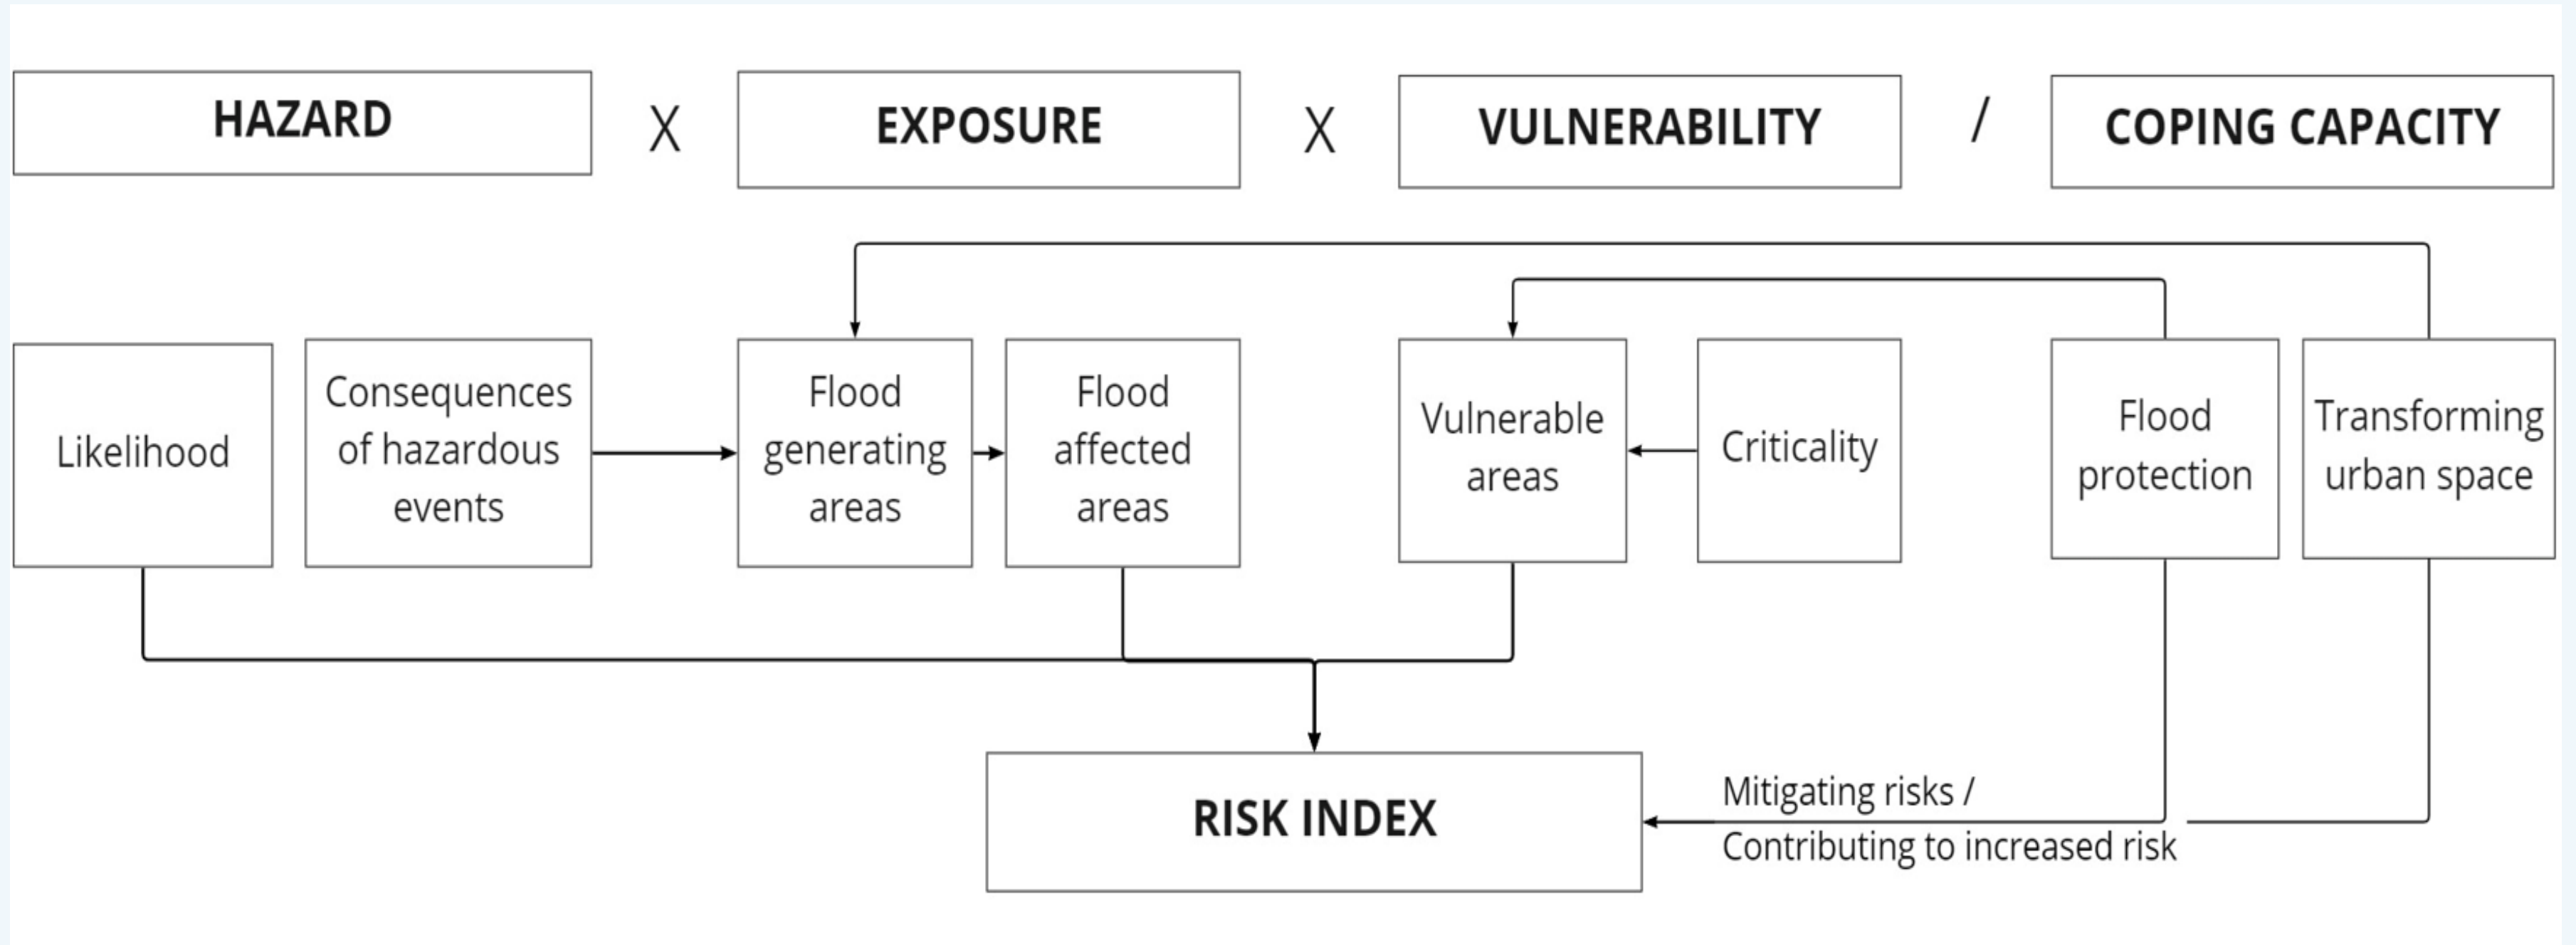 HAZARD X EXPOSURE X VULNERABILITY / COPING CAPACITY
Likelihood
Consequences
of hazardous
events
Flood
generating
areas
Flood
affected
areas
Vulnerable
areas
Criticality
Flood
protection
Transforming
urban space
RISK INDEX
Mitigating risks /
Contributing to increased risk